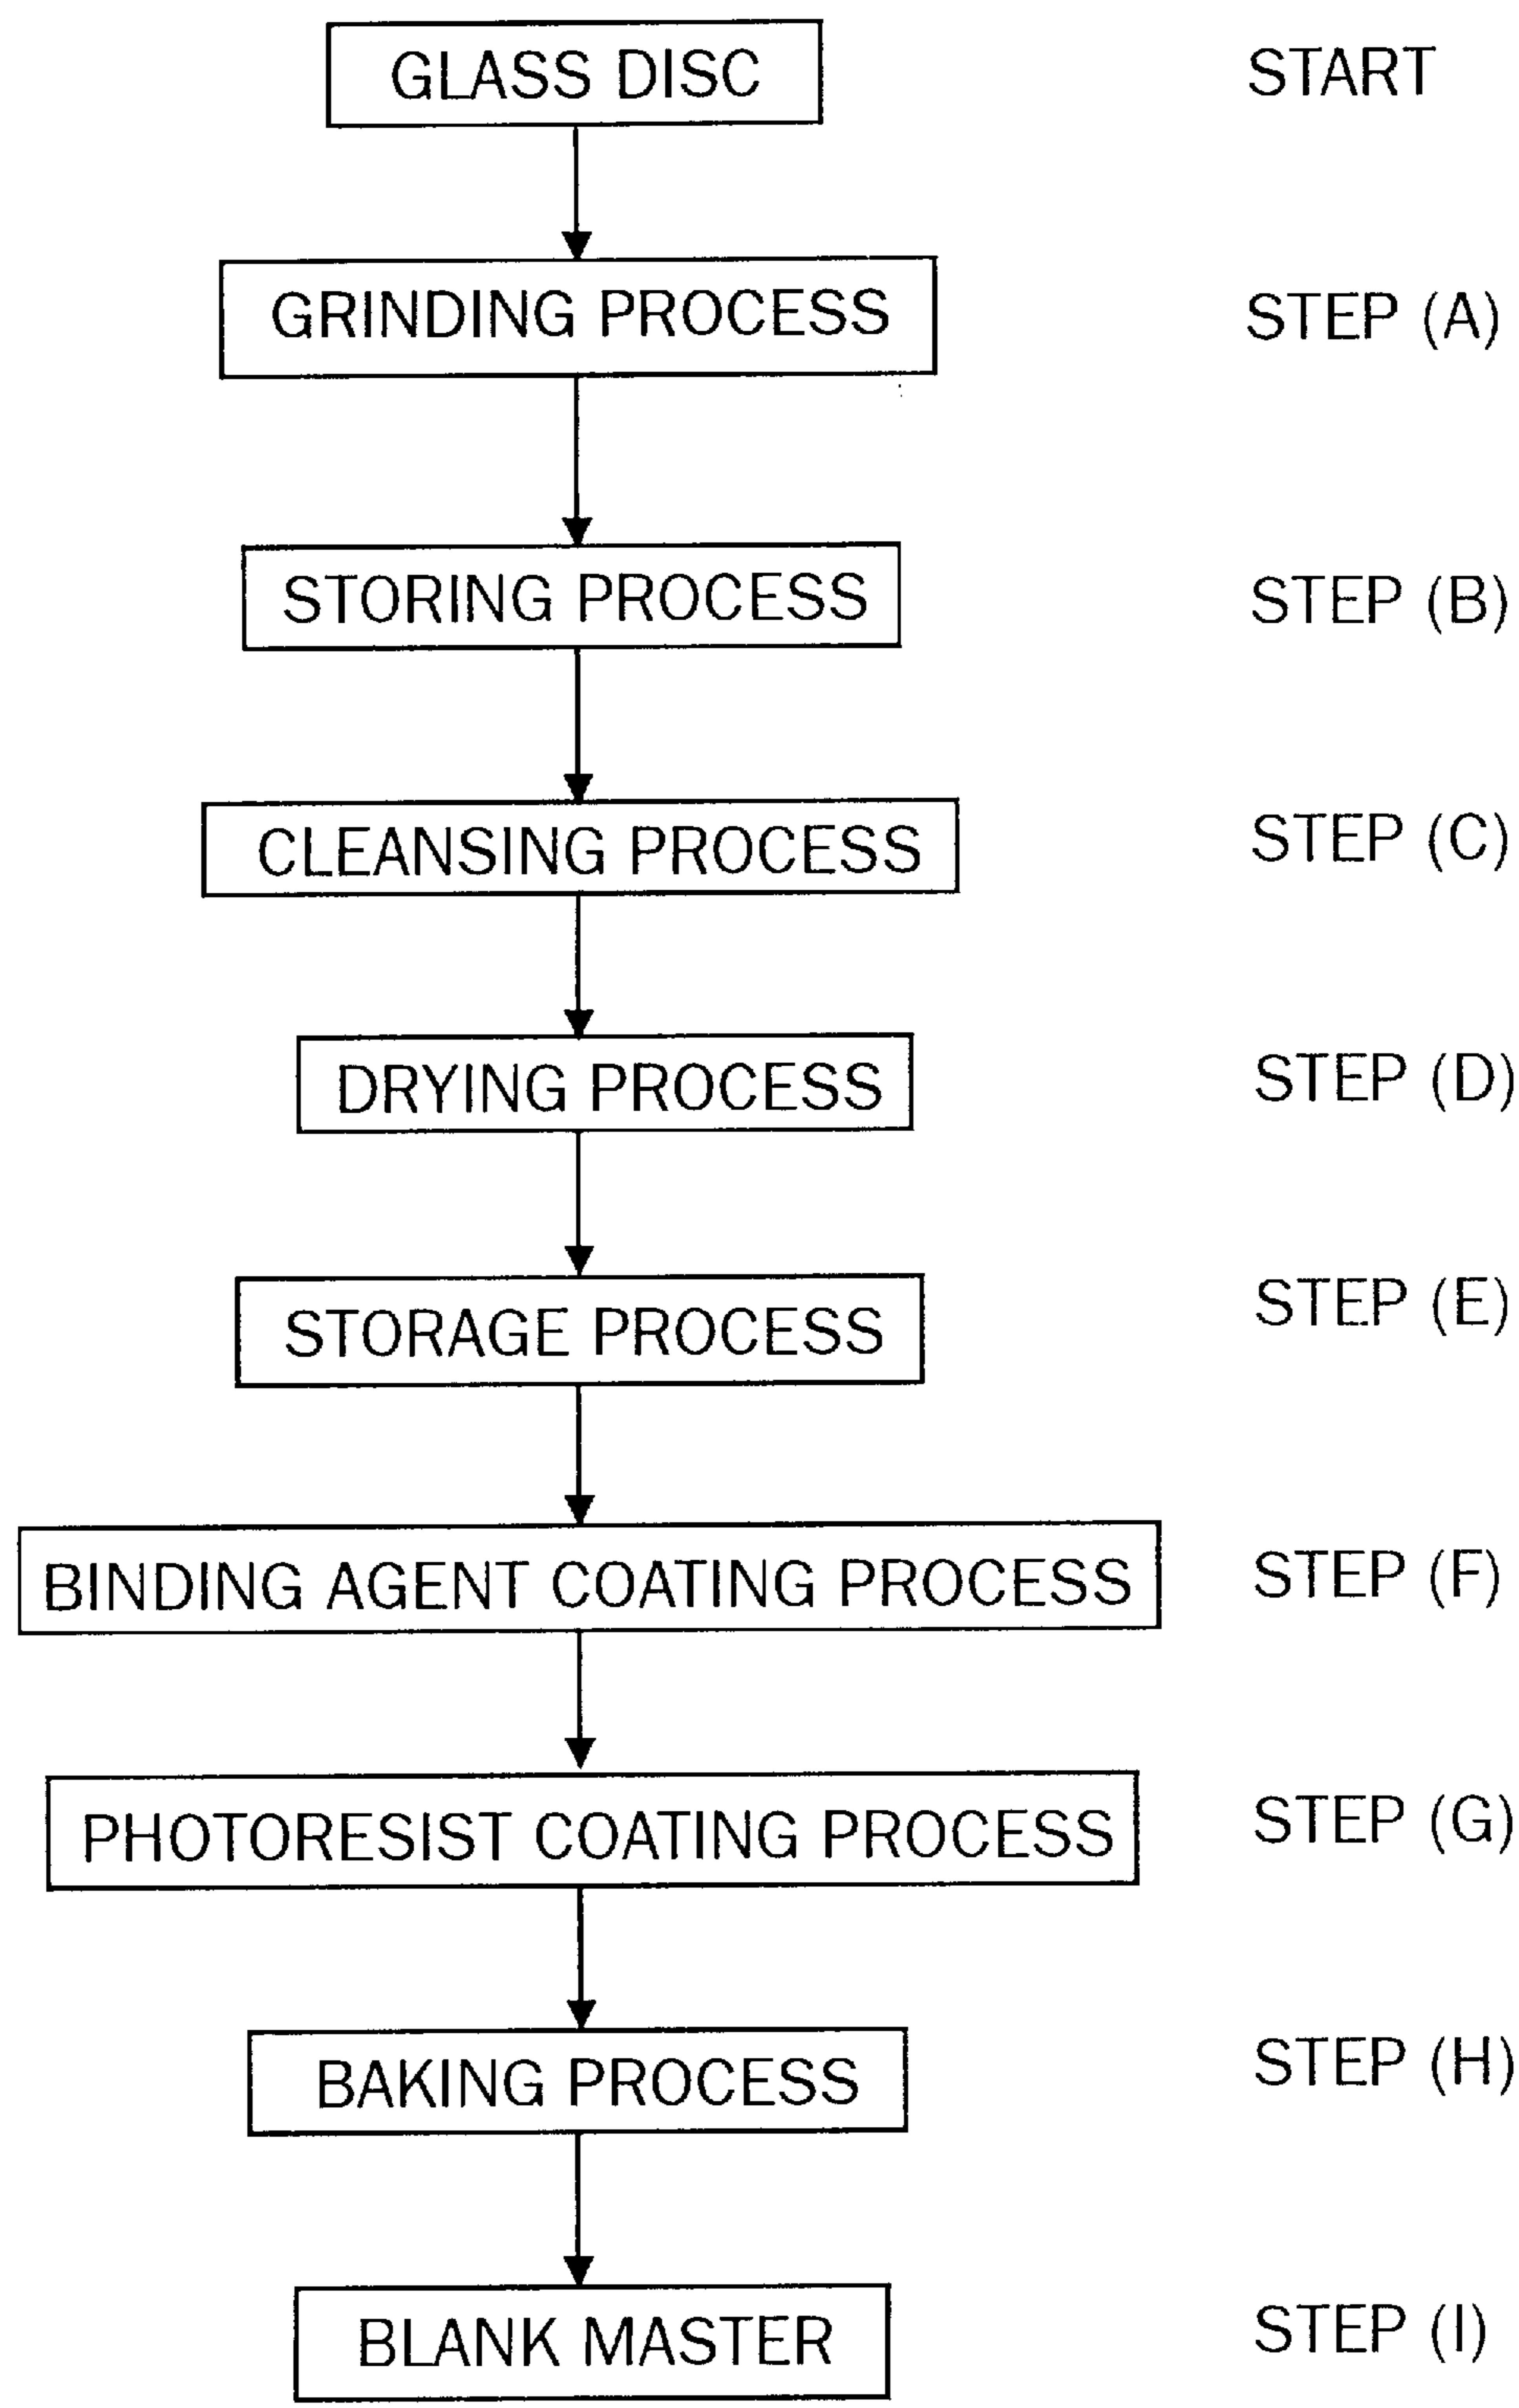 GLASS DISC START
GRINDING PROCESS STEP (A)
STORING PROCESS STEP (B)
CLEANSING PROCESS STEP (C)
DRYING PROCESS STEP (D)
STORAGE PROCESS STEP (E)
BINDING AGENT COATING PROCESS STEP (F)
PHOTORESIST COATING PROCESS STEP (G)
BAKING PROCESS STEP (H)
BLANK MASTER STEP (I)